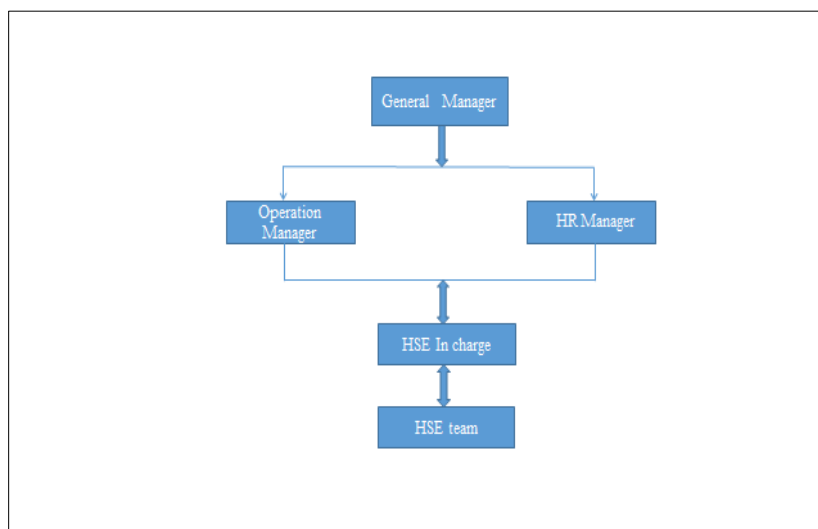 General Manager
Operation
Manager
HR Manager
HSE In charge
HSE team